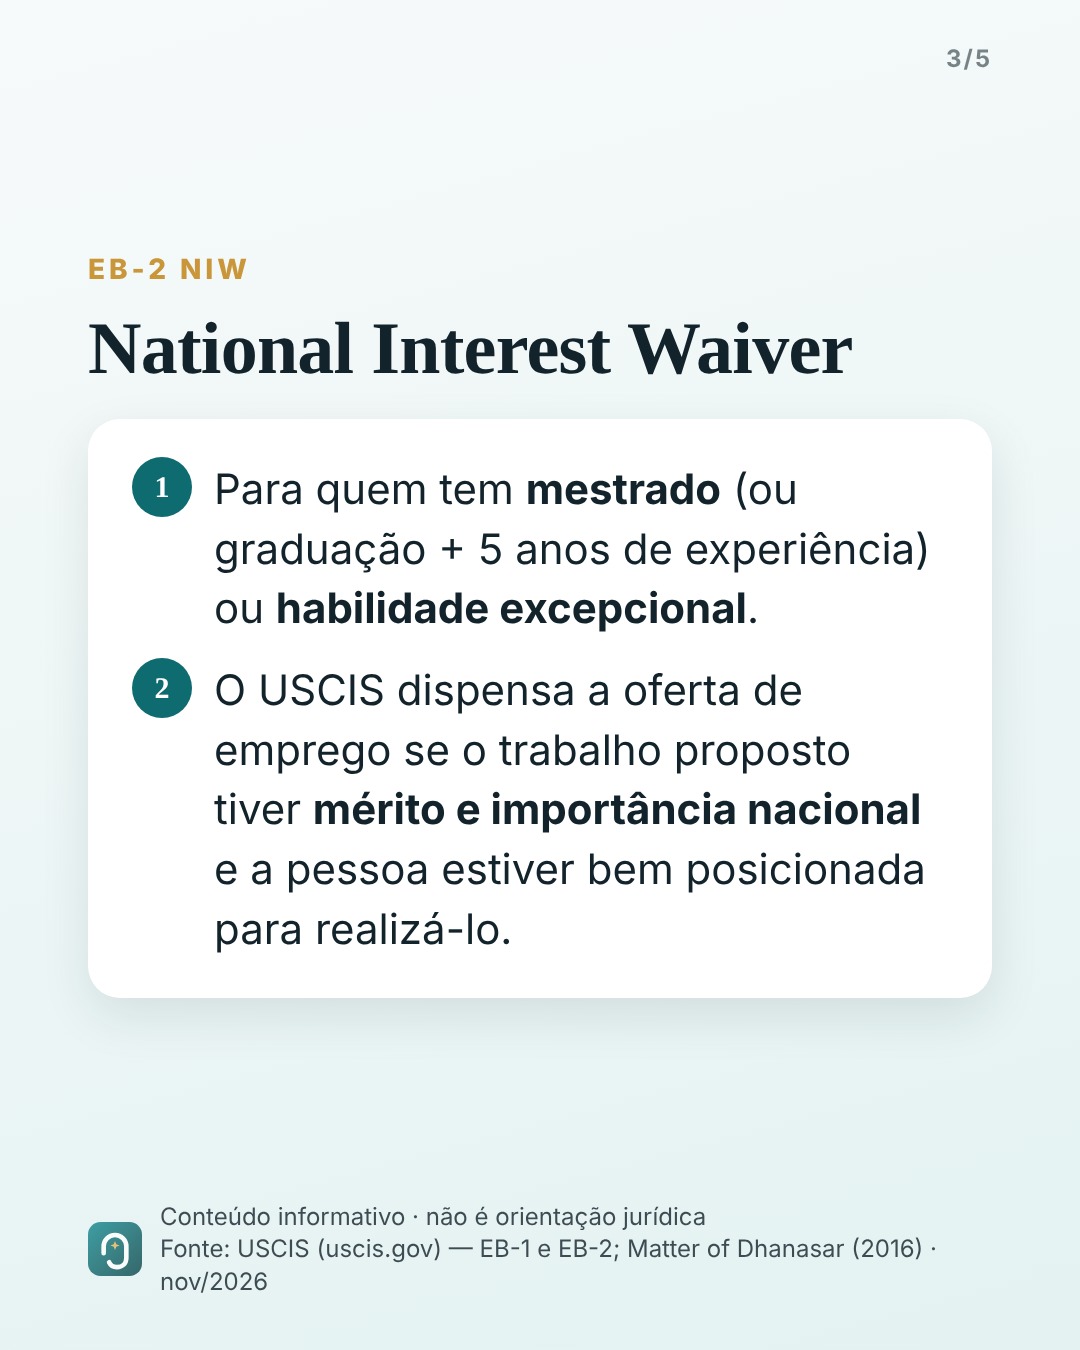 3/5
EB-2 NIW
National Interest Waiver
1 Para quem tem mestrado (ou
graduação + 5 anos de experiência)
ou habilidade excepcional.
2 O USCIS dispensa a oferta de
emprego se o trabalho proposto
tiver mérito e importância nacional
e a pessoa estiver bem posicionada
para realizá-lo.
Conteúdo informativo · não é orientação jurídica
Fonte: USCIS (uscis.gov) — EB-1 e EB-2; Matter of Dhanasar (2016) ·
nov/2026